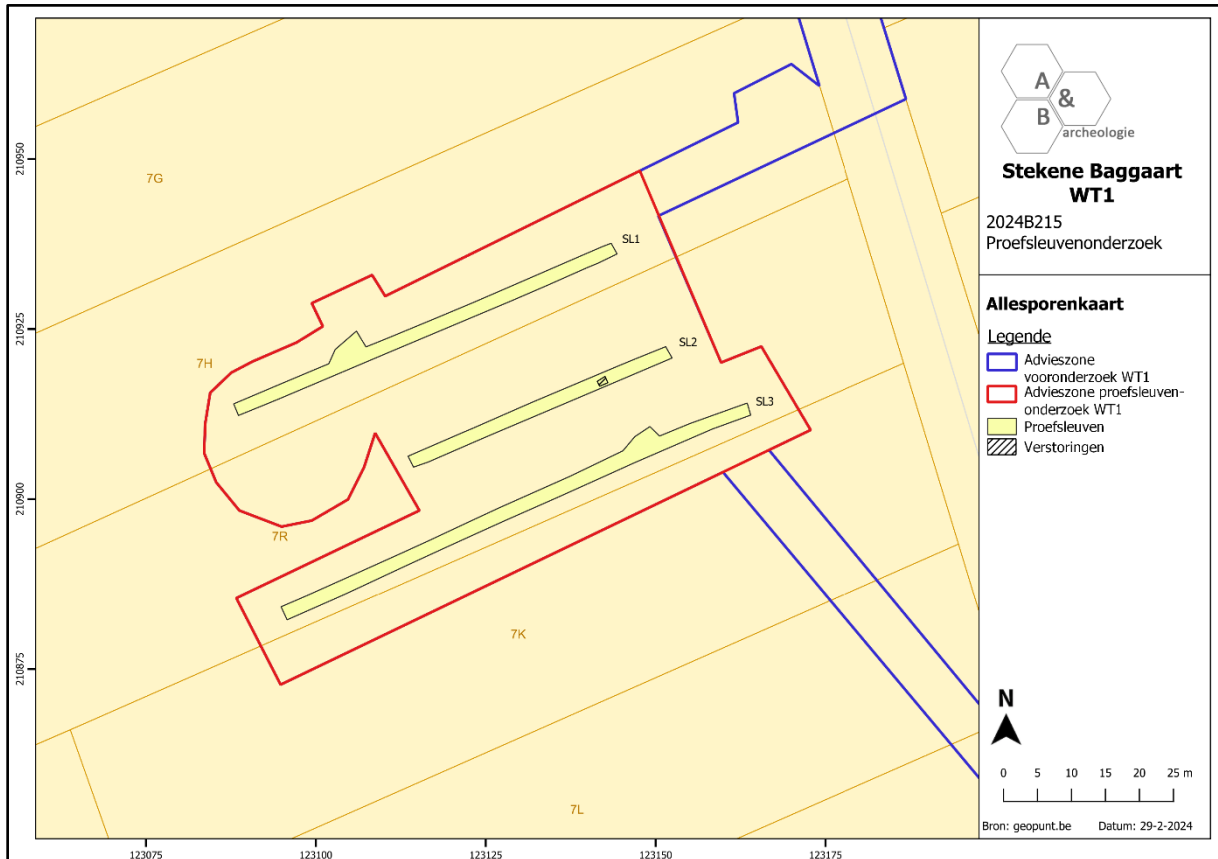 7G
7H
7R
7K
7L
SL1
SL2
SL3
210950
210925
210900
210875
123075
123100
123125
123150
123175
A
&
B
archeologie
Stekene Baggaart
WT1
2024B215
Proefsleuvenonderzoek
Allesporenkaart
Legende
Advieszone
vooronderzoek WT1
Advieszone proefsleuven-
onderzoek WT1
Proefsleuven
Verstoringen
N
0 5 10 15 20 25 m
Bron: geopunt.be Datum: 29-2-2024